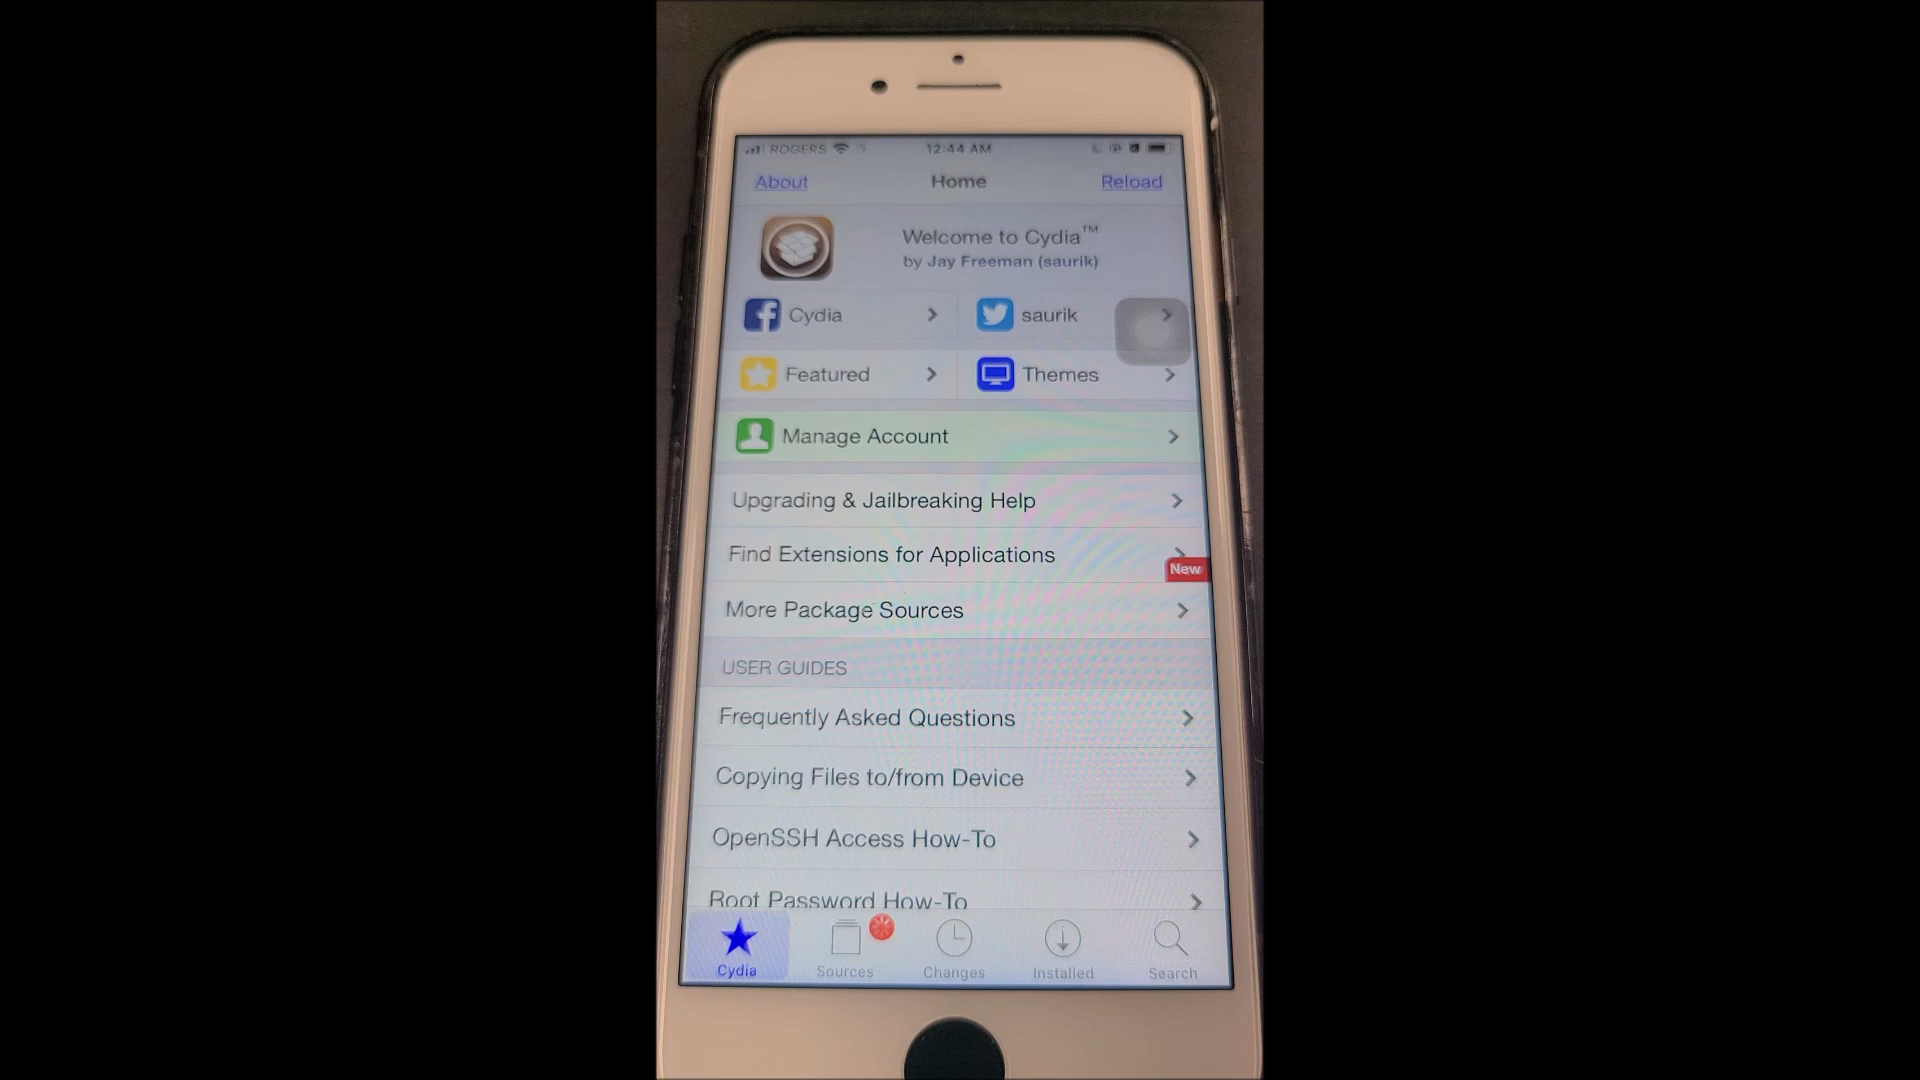 ROGERS 12:44 AM
About Home Reload
Welcome to Cydia™
by Jay Freeman (saurik)
Cydia saurik
Featured Themes
Manage Account
Upgrading & Jailbreaking Help
Find Extensions for Applications
New
More Package Sources
USER GUIDES
Frequently Asked Questions
Copying Files to/from Device
OpenSSH Access How-To
Root Password How-To
Cydia Sources Changes Installed Search